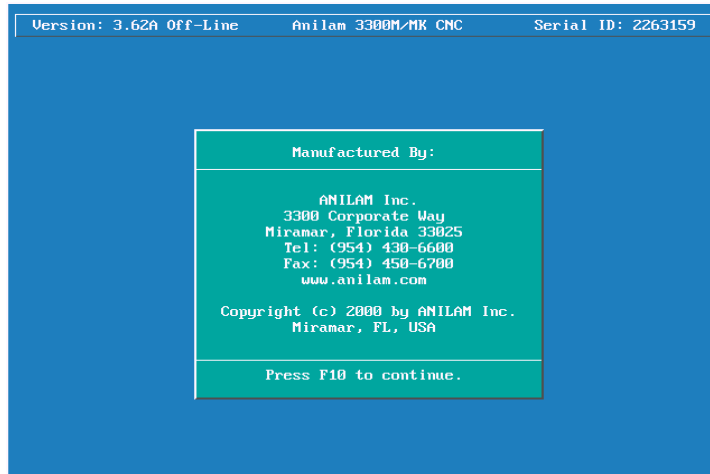 Version: 3.62A Off-Line Anilam 3300M/MK CNC Serial ID: 2263159
Manufactured By:
ANILAM Inc.
3300 Corporate Way
Miramar, Florida 33025
Tel: (954) 430-6600
Fax: (954) 450-6700
www.anilam.com
Copyright (c) 2000 by ANILAM Inc.
Miramar, FL, USA
Press F10 to continue.